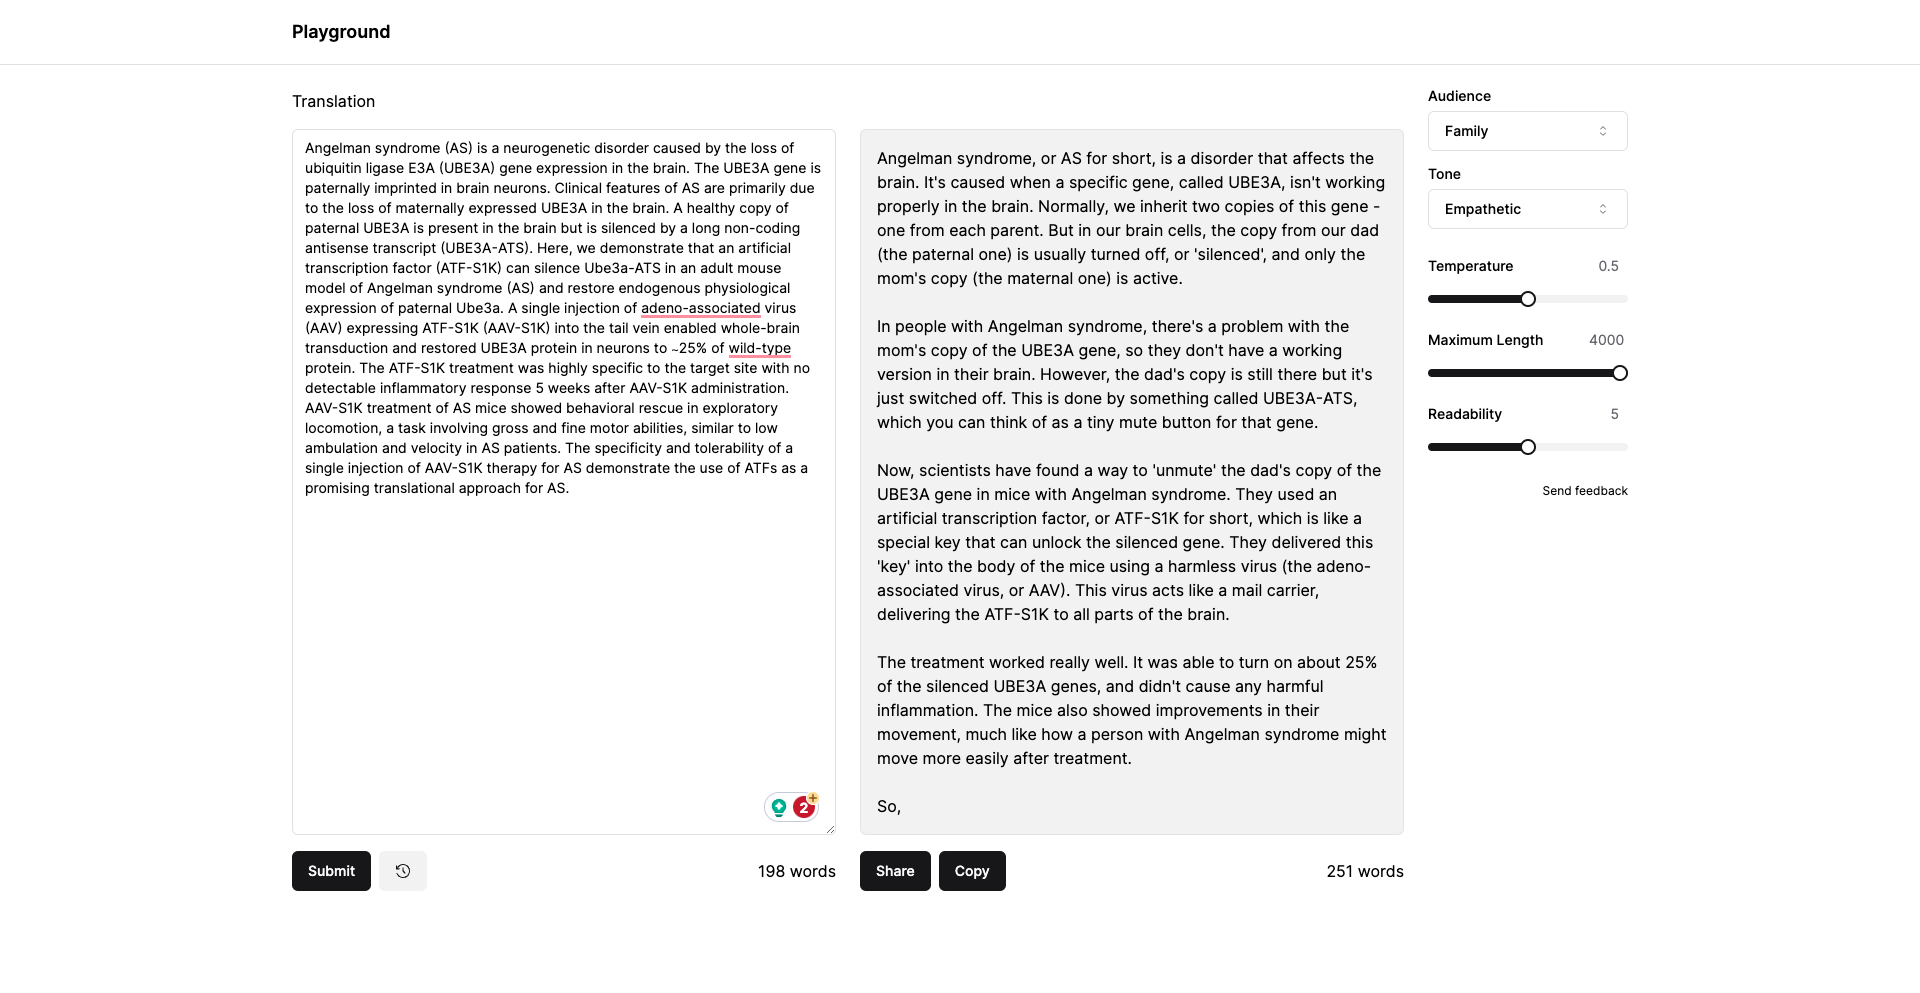 Playground
Translation
Angelman syndrome (AS) is a neurogenetic disorder caused by the loss of
ubiquitin ligase E3A (UBE3A) gene expression in the brain. The UBE3A gene is
paternally imprinted in brain neurons. Clinical features of AS are primarily due
to the loss of maternally expressed UBE3A in the brain. A healthy copy of
paternal UBE3A is present in the brain but is silenced by a long non-coding
antisense transcript (UBE3A-ATS). Here, we demonstrate that an artificial
transcription factor (ATF-S1K) can silence Ube3a-ATS in an adult mouse
model of Angelman syndrome (AS) and restore endogenous physiological
expression of paternal Ube3a. A single injection of adeno-associated virus
(AAV) expressing ATF-S1K (AAV-S1K) into the tail vein enabled whole-brain
transduction and restored UBE3A protein in neurons to ~25% of wild-type
protein. The ATF-S1K treatment was highly specific to the target site with no
detectable inflammatory response 5 weeks after AAV-S1K administration.
AAV-S1K treatment of AS mice showed behavioral rescue in exploratory
locomotion, a task involving gross and fine motor abilities, similar to low
ambulation and velocity in AS patients. The specificity and tolerability of a
single injection of AAV-S1K therapy for AS demonstrate the use of ATFs as a
promising translational approach for AS.
2
+
Submit
198 words
Angelman syndrome, or AS for short, is a disorder that affects the
brain. It's caused when a specific gene, called UBE3A, isn't working
properly in the brain. Normally, we inherit two copies of this gene -
one from each parent. But in our brain cells, the copy from our dad
(the paternal one) is usually turned off, or 'silenced', and only the
mom's copy (the maternal one) is active.
In people with Angelman syndrome, there's a problem with the
mom's copy of the UBE3A gene, so they don't have a working
version in their brain. However, the dad's copy is still there but it's
just switched off. This is done by something called UBE3A-ATS,
which you can think of as a tiny mute button for that gene.
Now, scientists have found a way to 'unmute' the dad's copy of the
UBE3A gene in mice with Angelman syndrome. They used an
artificial transcription factor, or ATF-S1K for short, which is like a
special key that can unlock the silenced gene. They delivered this
'key' into the body of the mice using a harmless virus (the adeno-
associated virus, or AAV). This virus acts like a mail carrier,
delivering the ATF-S1K to all parts of the brain.
The treatment worked really well. It was able to turn on about 25%
of the silenced UBE3A genes, and didn't cause any harmful
inflammation. The mice also showed improvements in their
movement, much like how a person with Angelman syndrome might
move more easily after treatment.
So,
Share
Copy
251 words
Audience
Family
Tone
Empathetic
Temperature 0.5
Maximum Length 4000
Readability 5
Send feedback